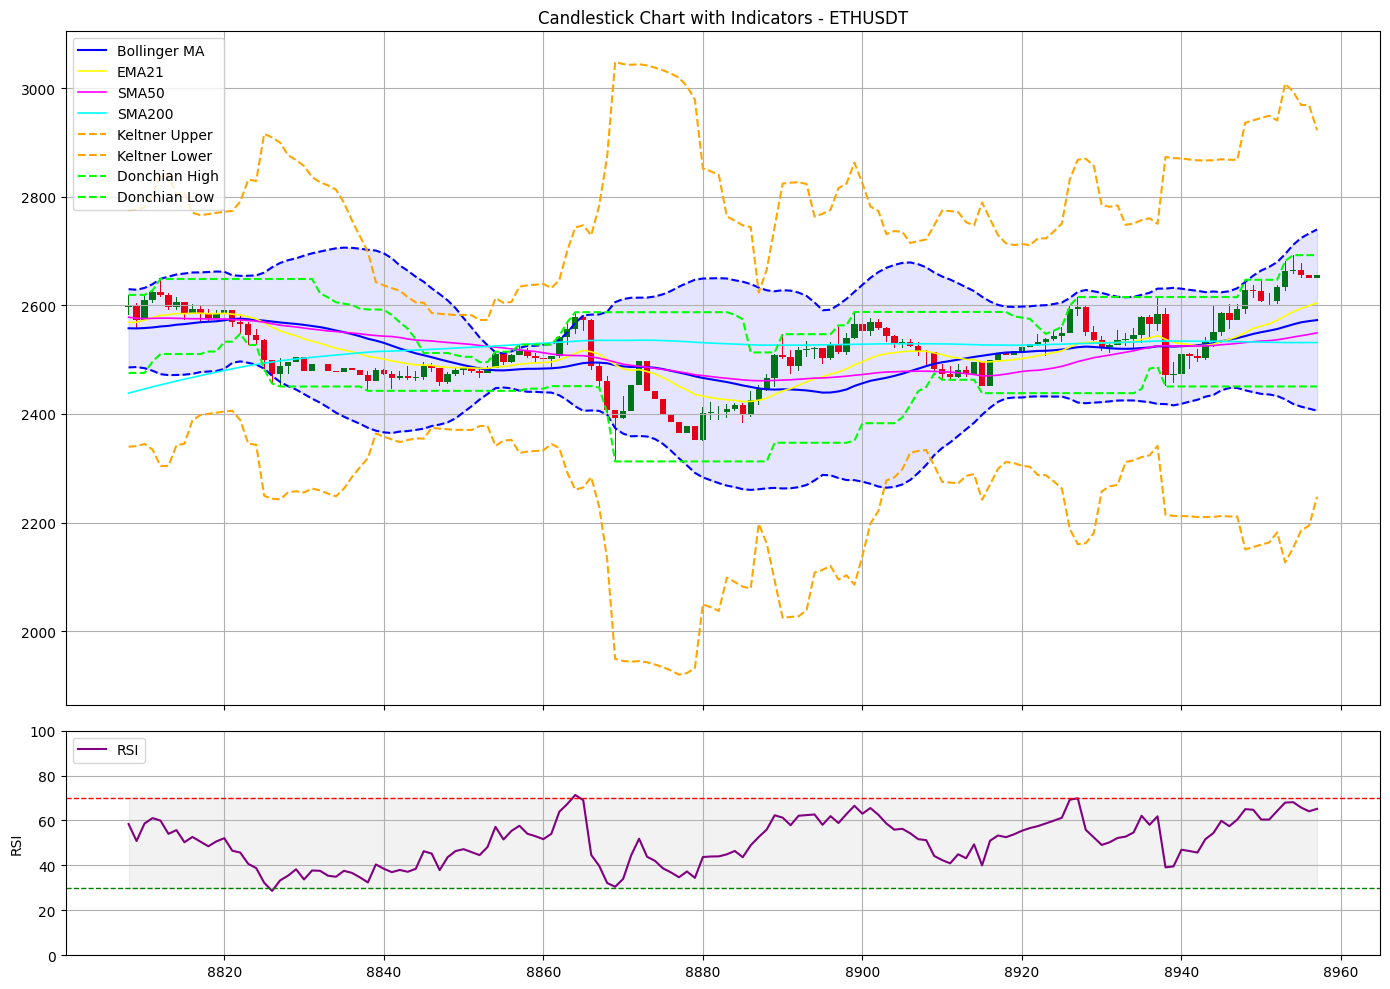 Candlestick Chart with Indicators - ETHUSDT
Bollinger MA
EMA21
SMA50
SMA200
Keltner Upper
Keltner Lower
Donchian High
Donchian Low
3000
2800
2600
2400
2200
2000
RSI
100
80
60
40
20
0
RSI
8820 8840 8860 8880 8900 8920 8940 8960